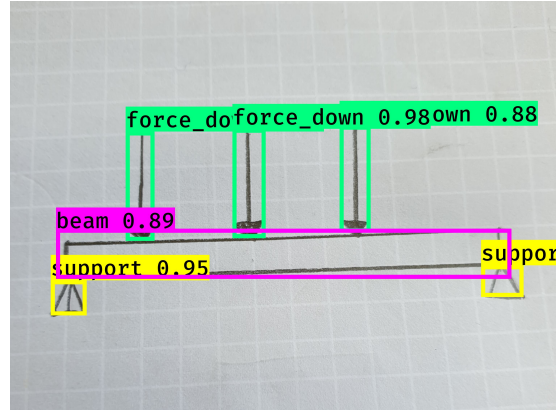 force_do
force_down 0.98
own 0.88
beam 0.89
support 0.95
suppor